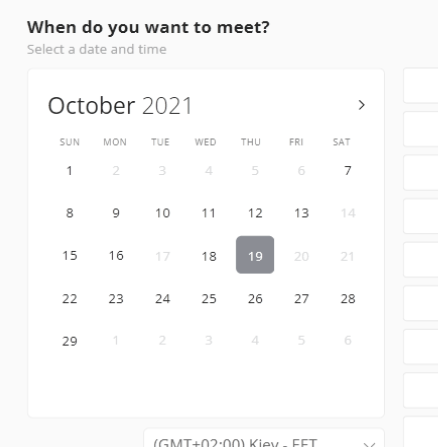 When do you want to meet?
Select a date and time
October 2021
SUN MON TUE WED THU FRI SAT
1 2 3 4 5 6 7
8 9 10 11 12 13 14
15 16 17 18 19 20 21
22 23 24 25 26 27 28
29 1 2 3 4 5 6
(GMT+02:00) Kiev - EET